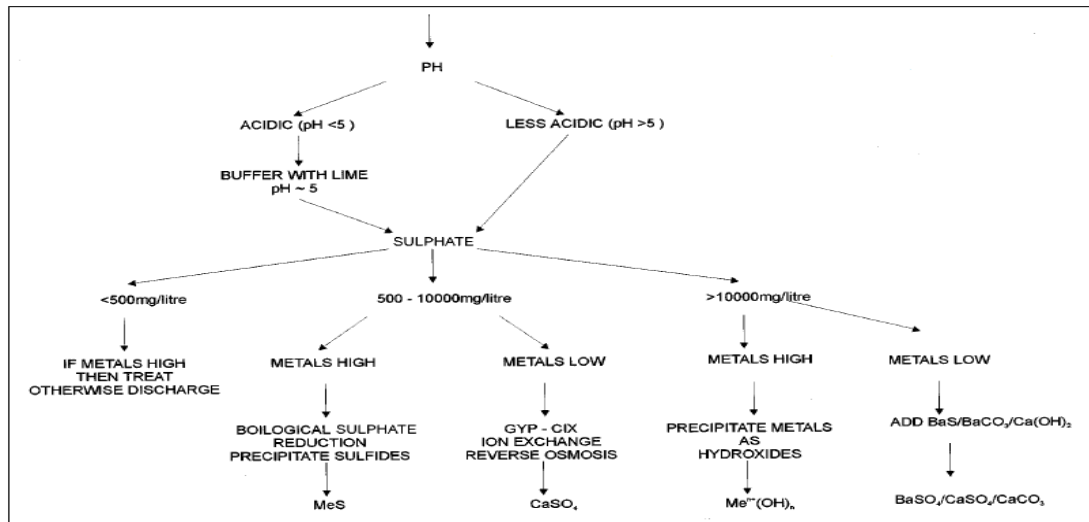 PH
ACIDIC (pH <5 )
LESS ACIDIC (pH >5 )
BUFFER WITH LIME
pH ~ 5
SULPHATE
<500mg/litre
500 - 10000mg/litre
>10000mg/litre
IF METALS HIGH
THEN TREAT
OTHERWISE DISCHARGE
METALS HIGH
METALS LOW
METALS HIGH
METALS LOW
BOILOGICAL SULPHATE
REDUCTION
PRECIPITATE SULFIDES
GYP - CIX
ION EXCHANGE
REVERSE OSMOSIS
PRECIPITATE METALS
AS
HYDROXIDES
ADD BaS/BaCO₃/Ca(OH)₂
MeS
CaSO₄
Meⁿ⁺(OH)ₙ
BaSO₄/CaSO₄/CaCO₃